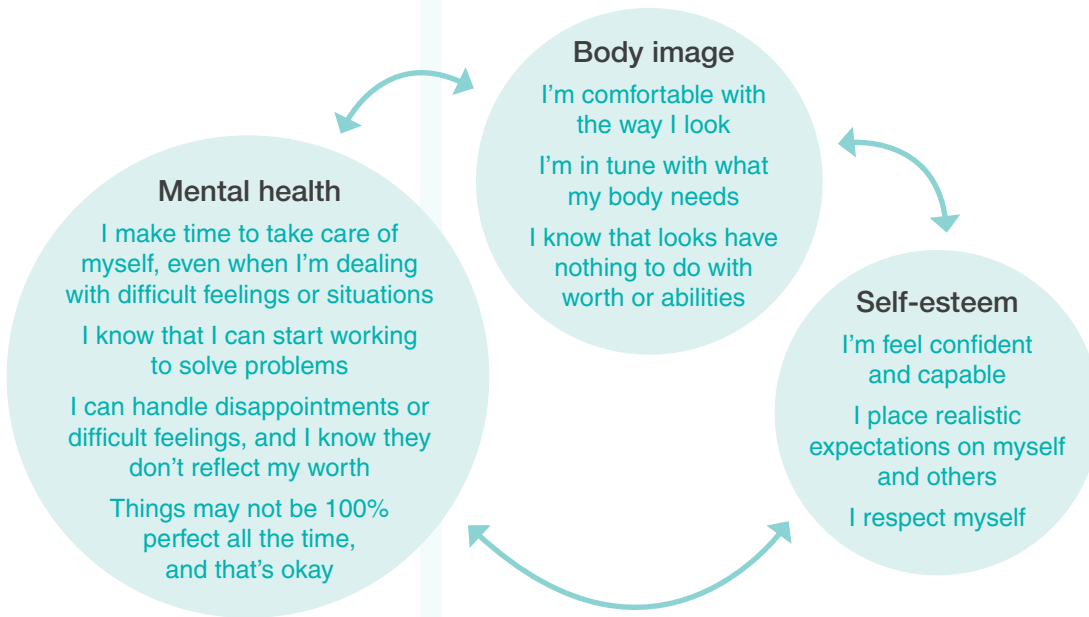 Body image
I'm comfortable with
the way I look
I'm in tune with what
my body needs
I know that looks have
nothing to do with
worth or abilities
Mental health
I make time to take care of
myself, even when I'm dealing
with difficult feelings or situations
I know that I can start working
to solve problems
I can handle disappointments or
difficult feelings, and I know they
don't reflect my worth
Things may not be 100%
perfect all the time,
and that's okay
Self-esteem
I'm feel confident
and capable
I place realistic
expectations on myself
and others
I respect myself